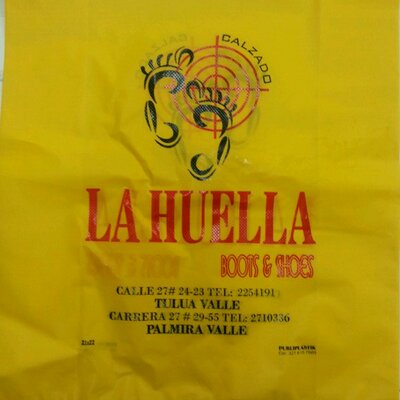 CALZADO
LA HUELLA
BOOTS & SHOES
CALLE 27# 24-23 TEL: 2254191
TULUA VALLE
CARRERA 27 # 29-55 TEL: 2710336
PALMIRA VALLE
PUBLIPLASTIK